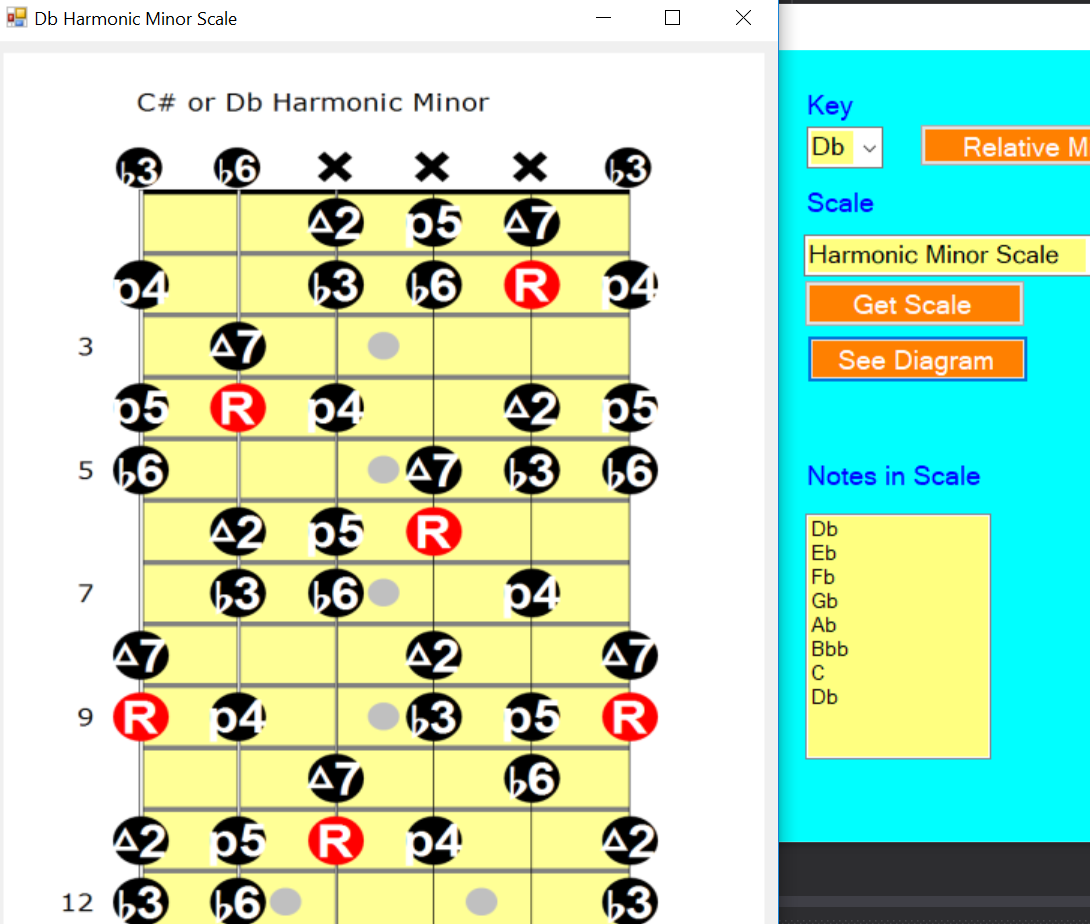 Db Harmonic Minor Scale
C# or Db Harmonic Minor
♭3 ♭6 × × × ♭3
Δ2 p5 Δ7
p4 ♭3 ♭6 R p4
3 Δ7
p5 R p4 Δ2 p5
5 ♭6 Δ7 ♭3 ♭6
Δ2 p5 R
7 ♭3 ♭6 p4
Δ7 Δ2 Δ7
9 R p4 ♭3 p5 R
Δ7 ♭6
Δ2 p5 R p4 Δ2
12 ♭3 ♭6 ♭3
Key
Db
Relative M
Scale
Harmonic Minor Scale
Get Scale
See Diagram
Notes in Scale
Db
Eb
Fb
Gb
Ab
Bbb
C
Db